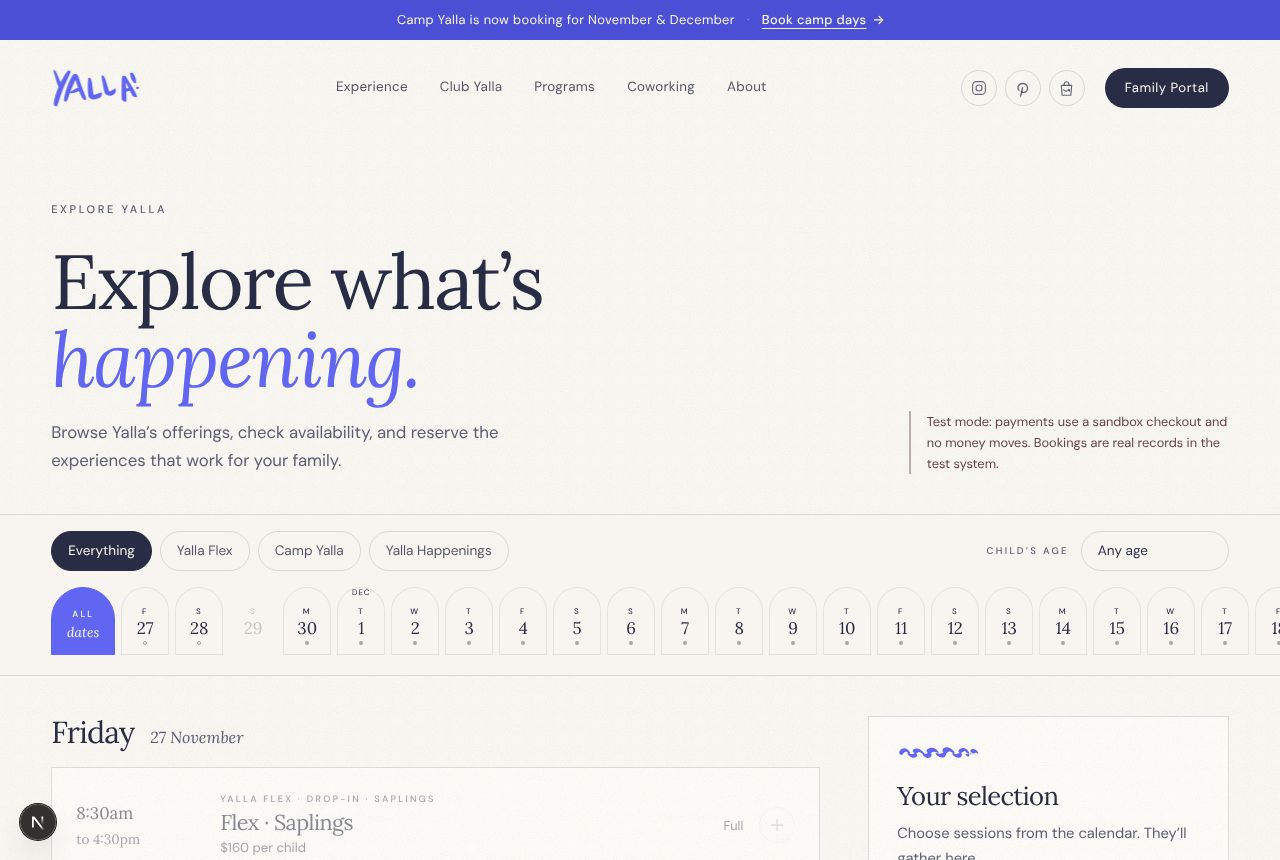 Camp Yalla is now booking for November & December · Book camp days →
YALLA!
Experience Club Yalla Programs Coworking About
Family Portal
EXPLORE YALLA
Explore what’s
happening.
Browse Yalla’s offerings, check availability, and reserve the
experiences that work for your family.
Test mode: payments use a sandbox checkout and
no money moves. Bookings are real records in the
test system.
Everything Yalla Flex Camp Yalla Yalla Happenings
CHILD’S AGE Any age
DEC
ALL F S S M T W T F S S M T W T F S S M T W T F
dates 27 28 29 30 1 2 3 4 5 6 7 8 9 10 11 12 13 14 15 16 17
Friday 27 November
YALLA FLEX · DROP-IN · SAPLINGS
8:30am Flex · Saplings Full
to 4:30pm $160 per child
Your selection
Choose sessions from the calendar. They’ll
gather here
N